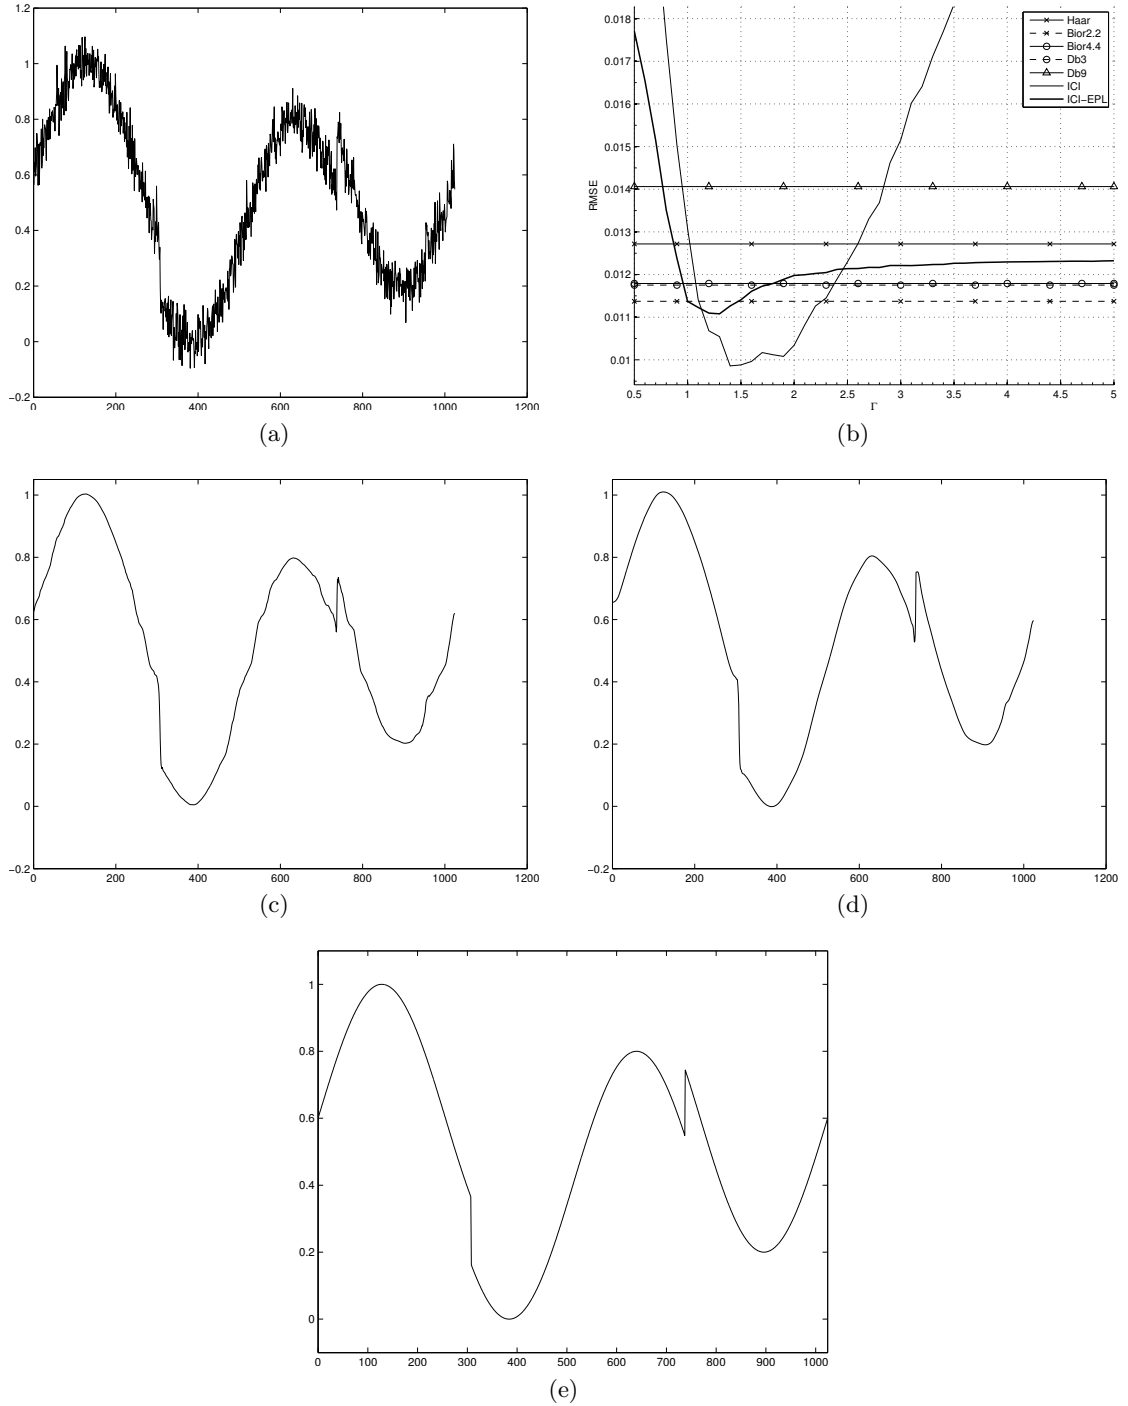 1.2
1
0.8
0.6
0.4
0.2
0
−0.2
0 200 400 600 800 1000 1200
(a)
0.018
0.017
0.016
0.015
0.014
0.013
0.012
0.011
0.01
RMSE
0.5 1 1.5 2 2.5 3 3.5 4 4.5 5
Γ
Haar
Bior2.2
Bior4.4
Db3
Db9
ICI
ICI−EPL
(b)
1
0.8
0.6
0.4
0.2
0
−0.2
0 200 400 600 800 1000 1200
(c)
1
0.8
0.6
0.4
0.2
0
−0.2
0 200 400 600 800 1000 1200
(d)
1
0.8
0.6
0.4
0.2
0
0 100 200 300 400 500 600 700 800 900 1000
(e)